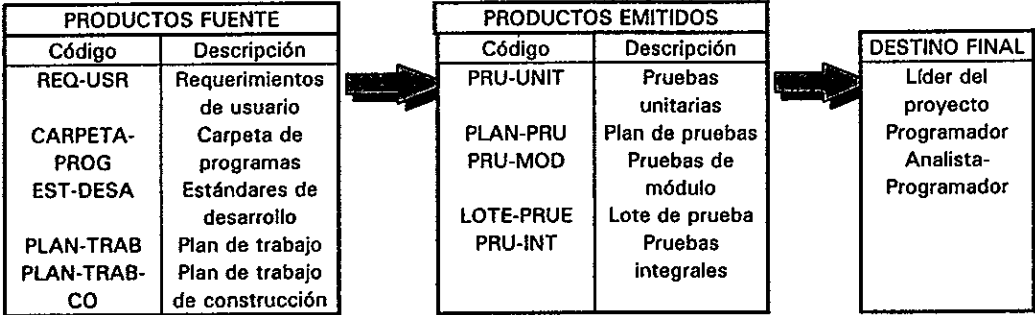 PRODUCTOS FUENTE
Código Descripción
REQ-USR Requerimientos
de usuario
CARPETA- Carpeta de
PROG programas
EST-DESA Estándares de
desarrollo
PLAN-TRAB Plan de trabajo
PLAN-TRAB- Plan de trabajo
CO de construcción
PRODUCTOS EMITIDOS
Código Descripción
PRU-UNIT Pruebas
unitarias
PLAN-PRU Plan de pruebas
PRU-MOD Pruebas de
módulo
LOTE-PRUE Lote de prueba
PRU-INT Pruebas
integrales
DESTINO FINAL
Líder del
proyecto
Programador
Analista-
Programador